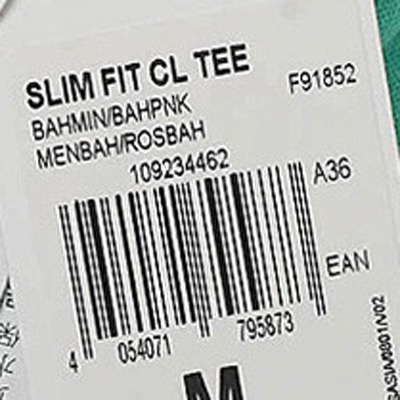 SLIM FIT CL TEE
F91852
BAHMIN/BAHPNK
MENBAH/ROSBAH
109234462
A36
EAN
4 054071 795873
M